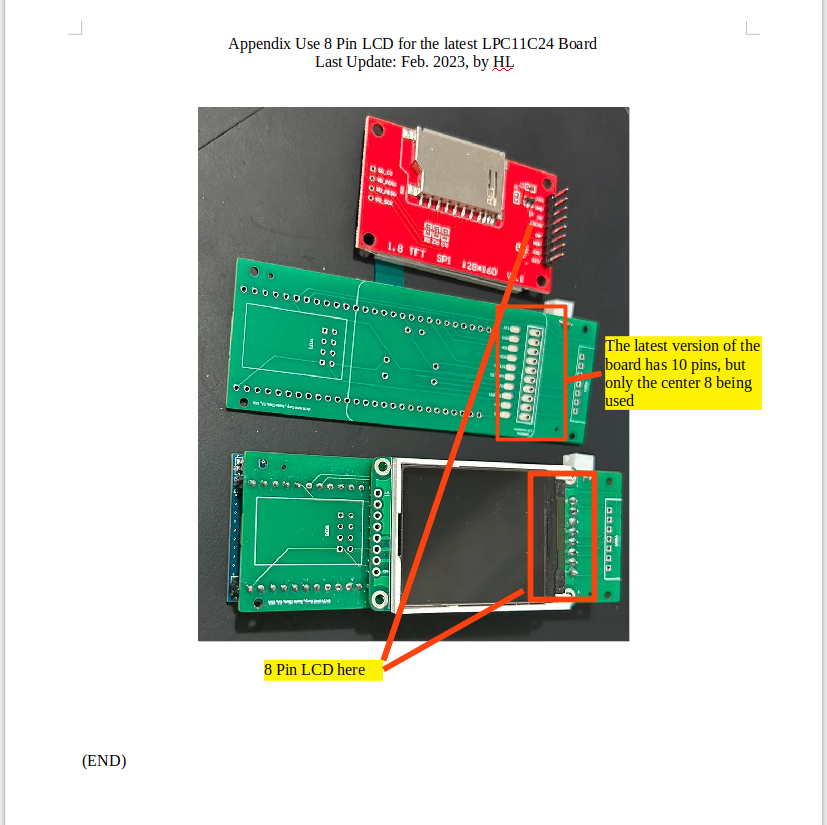 Appendix Use 8 Pin LCD for the latest LPC11C24 Board
Last Update: Feb. 2023, by HL
1.8 TFT SPI 128*160
The latest version of the
board has 10 pins, but
only the center 8 being
used
8 Pin LCD here
(END)